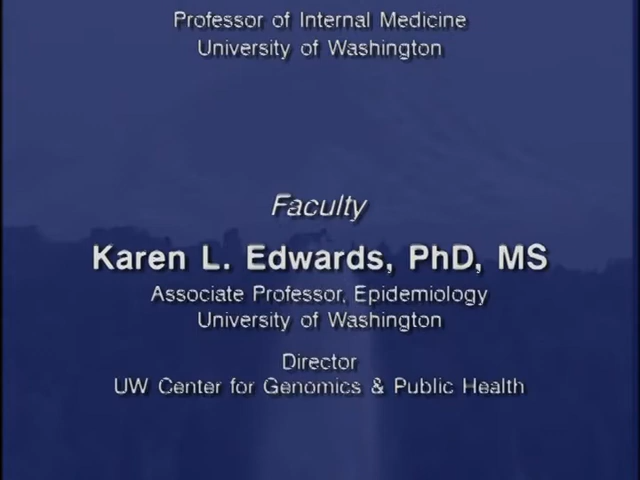 Professor of Internal Medicine
University of Washington
Faculty
Karen L. Edwards, PhD, MS
Associate Professor, Epidemiology
University of Washington
Director
UW Center for Genomics & Public Health